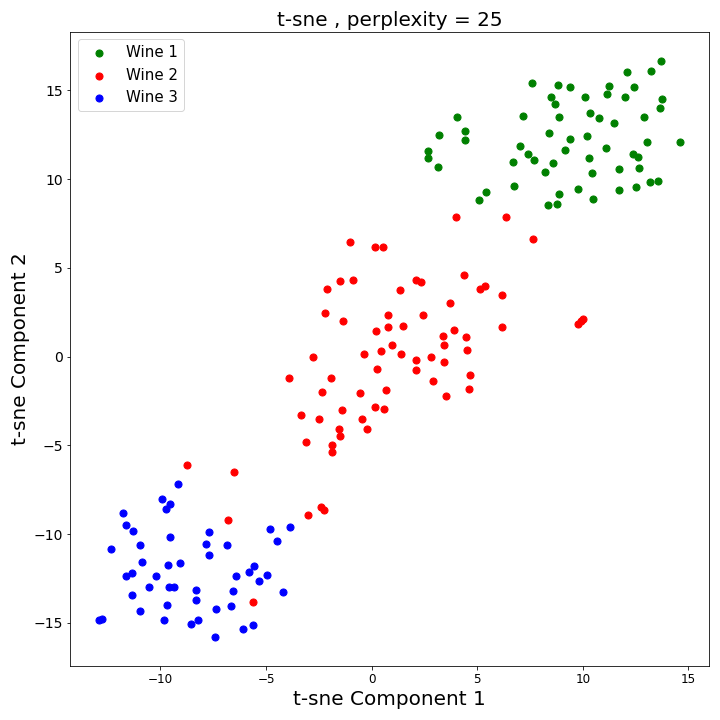 t-sne , perplexity = 25
Wine 1
Wine 2
Wine 3
t-sne Component 2
15
10
5
0
−5
−10
−15
−10
−5
0
5
10
15
t-sne Component 1